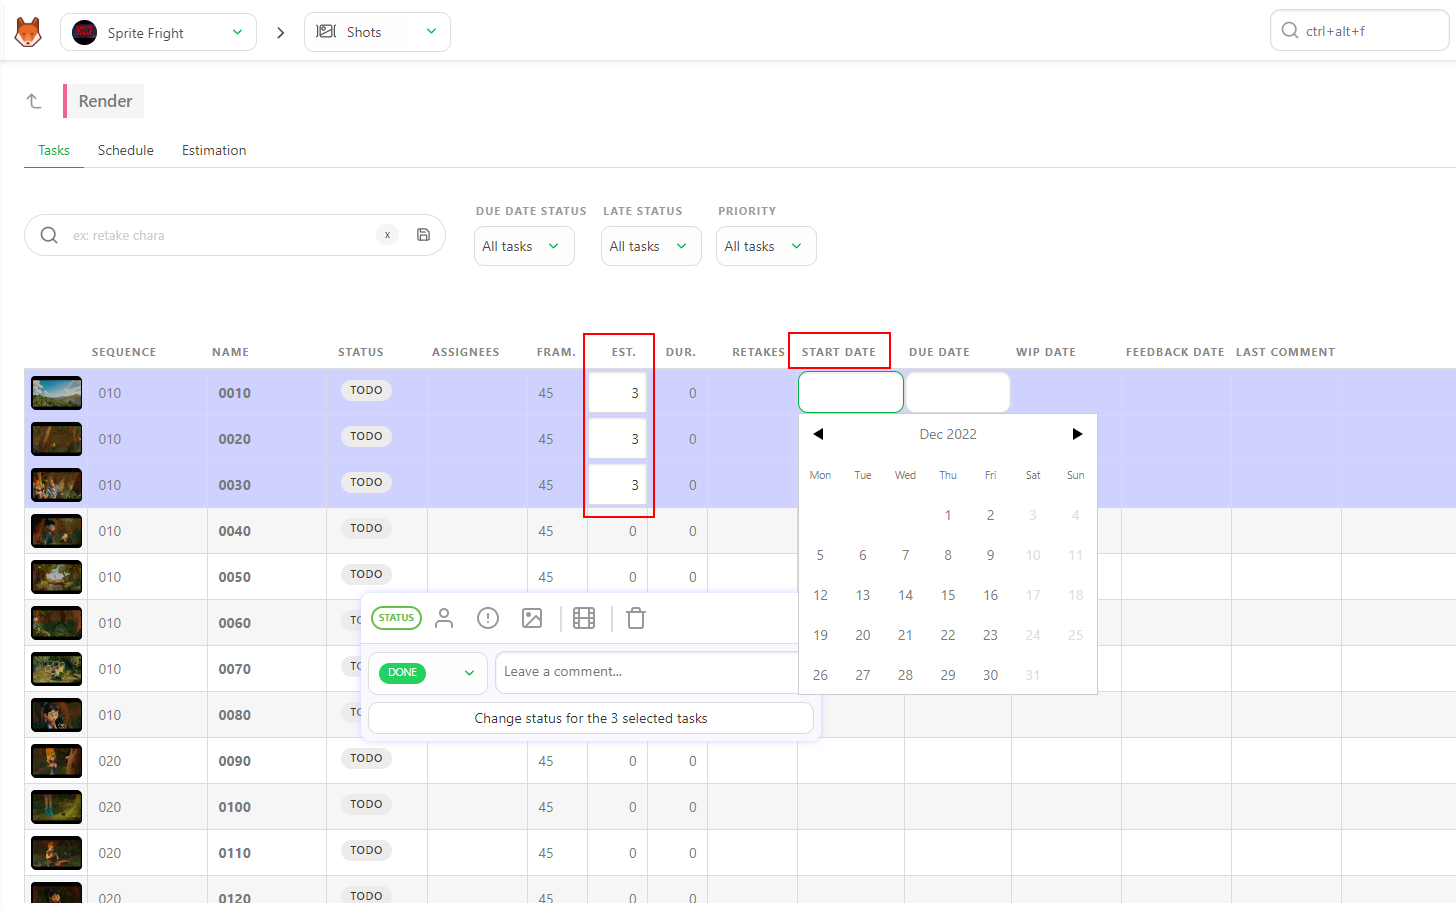 Sprite Fright
Shots
ctrl+alt+f
Render
Tasks Schedule Estimation
DUE DATE STATUS LATE STATUS PRIORITY
ex: retake chara x
All tasks All tasks All tasks
SEQUENCE NAME STATUS ASSIGNEES FRAM. EST. DUR. RETAKES START DATE DUE DATE WIP DATE FEEDBACK DATE LAST COMMENT
010 0010 TODO 45 3 0
010 0020 TODO 45 3 0
010 0030 TODO 45 3 0
010 0040 TODO 45 0 0
010 0050 TODO 45 0 0
010 0060 TO
010 0070 TO
010 0080 TO
020 0090 TODO 45 0 0
020 0100 TODO 45 0 0
020 0110 TODO 45 0 0
020 0120 TODO 45 0 0
Dec 2022
Mon Tue Wed Thu Fri Sat Sun
1 2 3 4
5 6 7 8 9 10 11
12 13 14 15 16 17 18
19 20 21 22 23 24 25
26 27 28 29 30 31
STATUS
DONE Leave a comment...
Change status for the 3 selected tasks